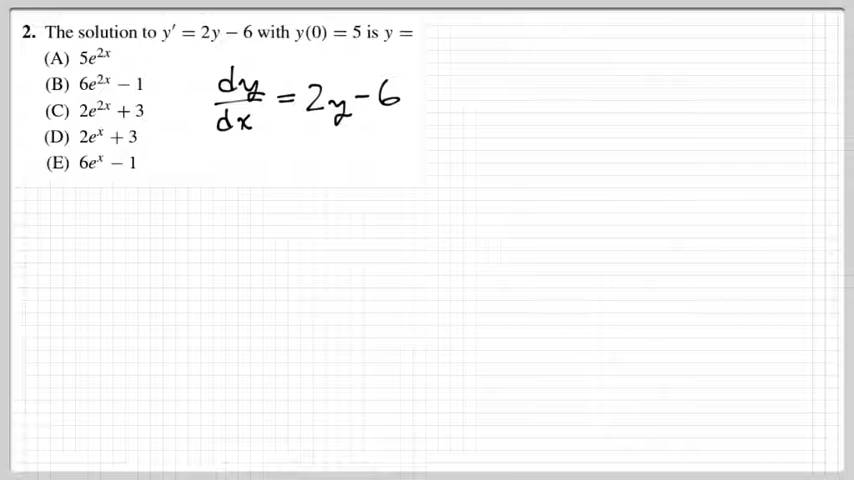 2. The solution to y′ = 2y − 6 with y(0) = 5 is y =
(A) 5e^{2x}
(B) 6e^{2x} − 1
(C) 2e^{2x} + 3
(D) 2e^x + 3
(E) 6e^x − 1
dy/dx = 2y − 6